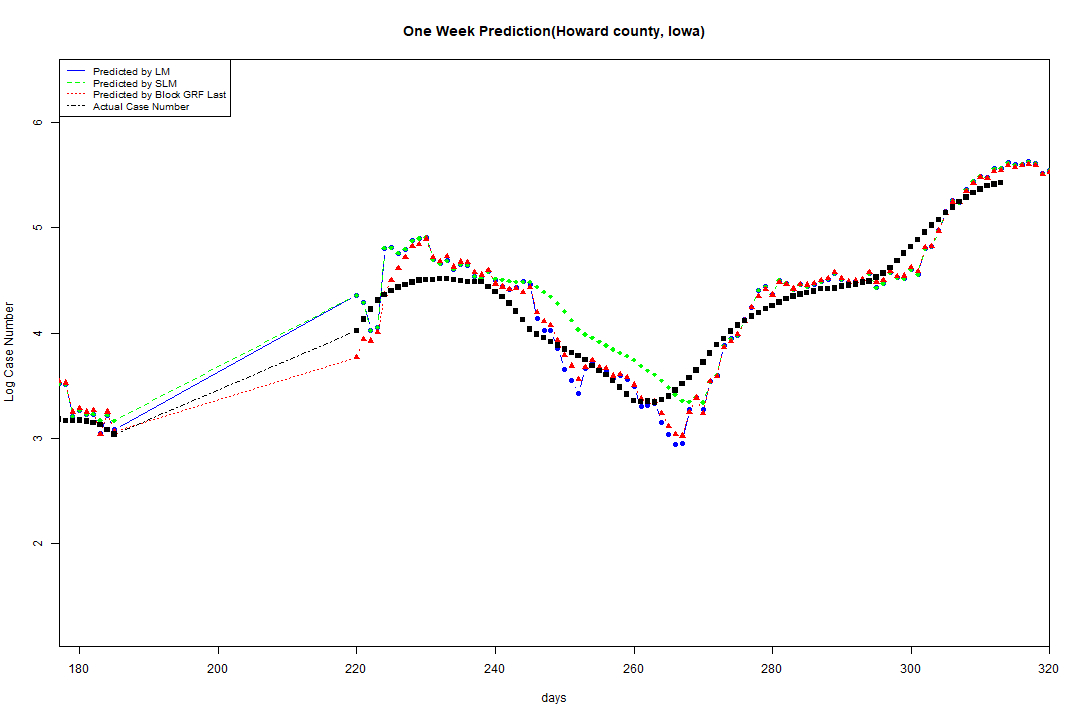 One Week Prediction(Howard county, Iowa)
Predicted by LM
Predicted by SLM
Predicted by Block GRF Last
Actual Case Number
6
5
4
3
2
Log Case Number
180 200 220 240 260 280 300 320
days